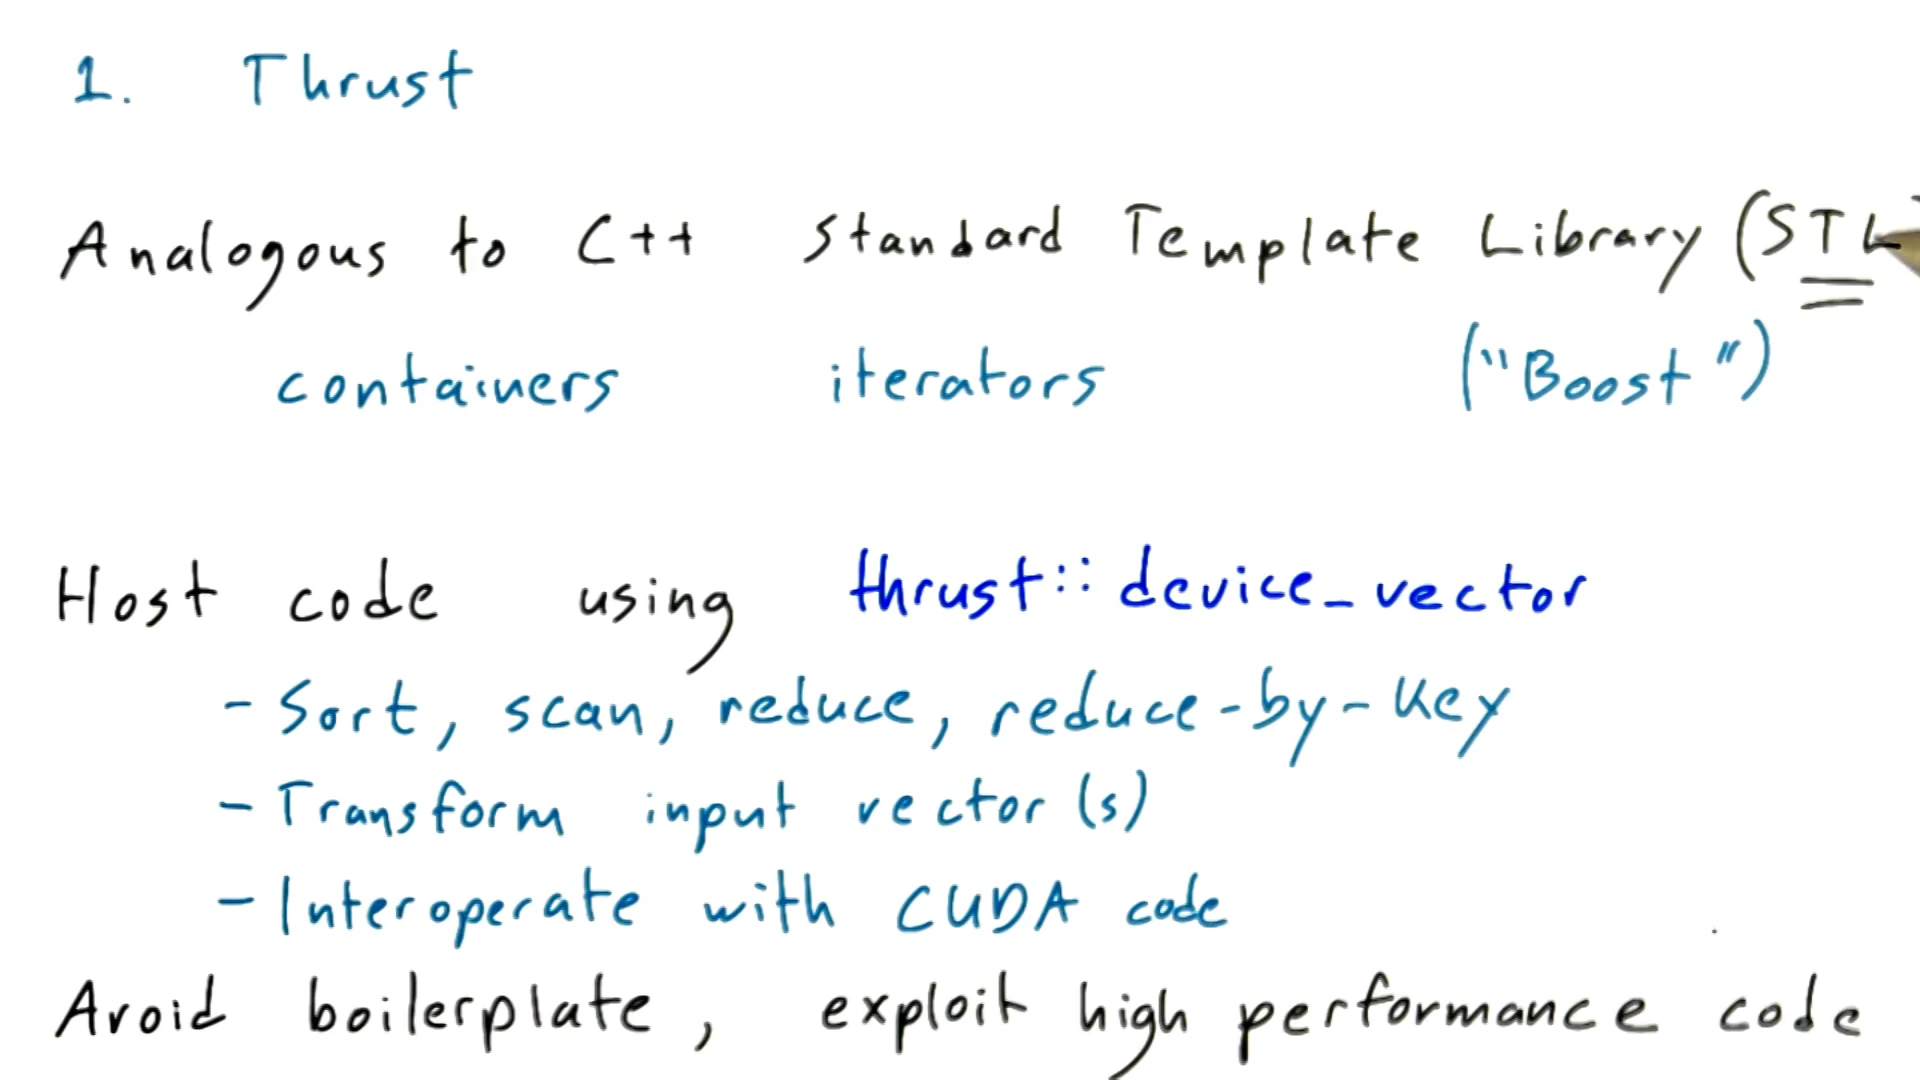 1. Thrust
Analogous to C++ Standard Template Library (STL)
containers iterators ("Boost")
Host code using thrust::device_vector
- Sort, scan, reduce, reduce-by-key
- Transform input vector(s)
- Interoperate with CUDA code
Avoid boilerplate, exploit high performance code